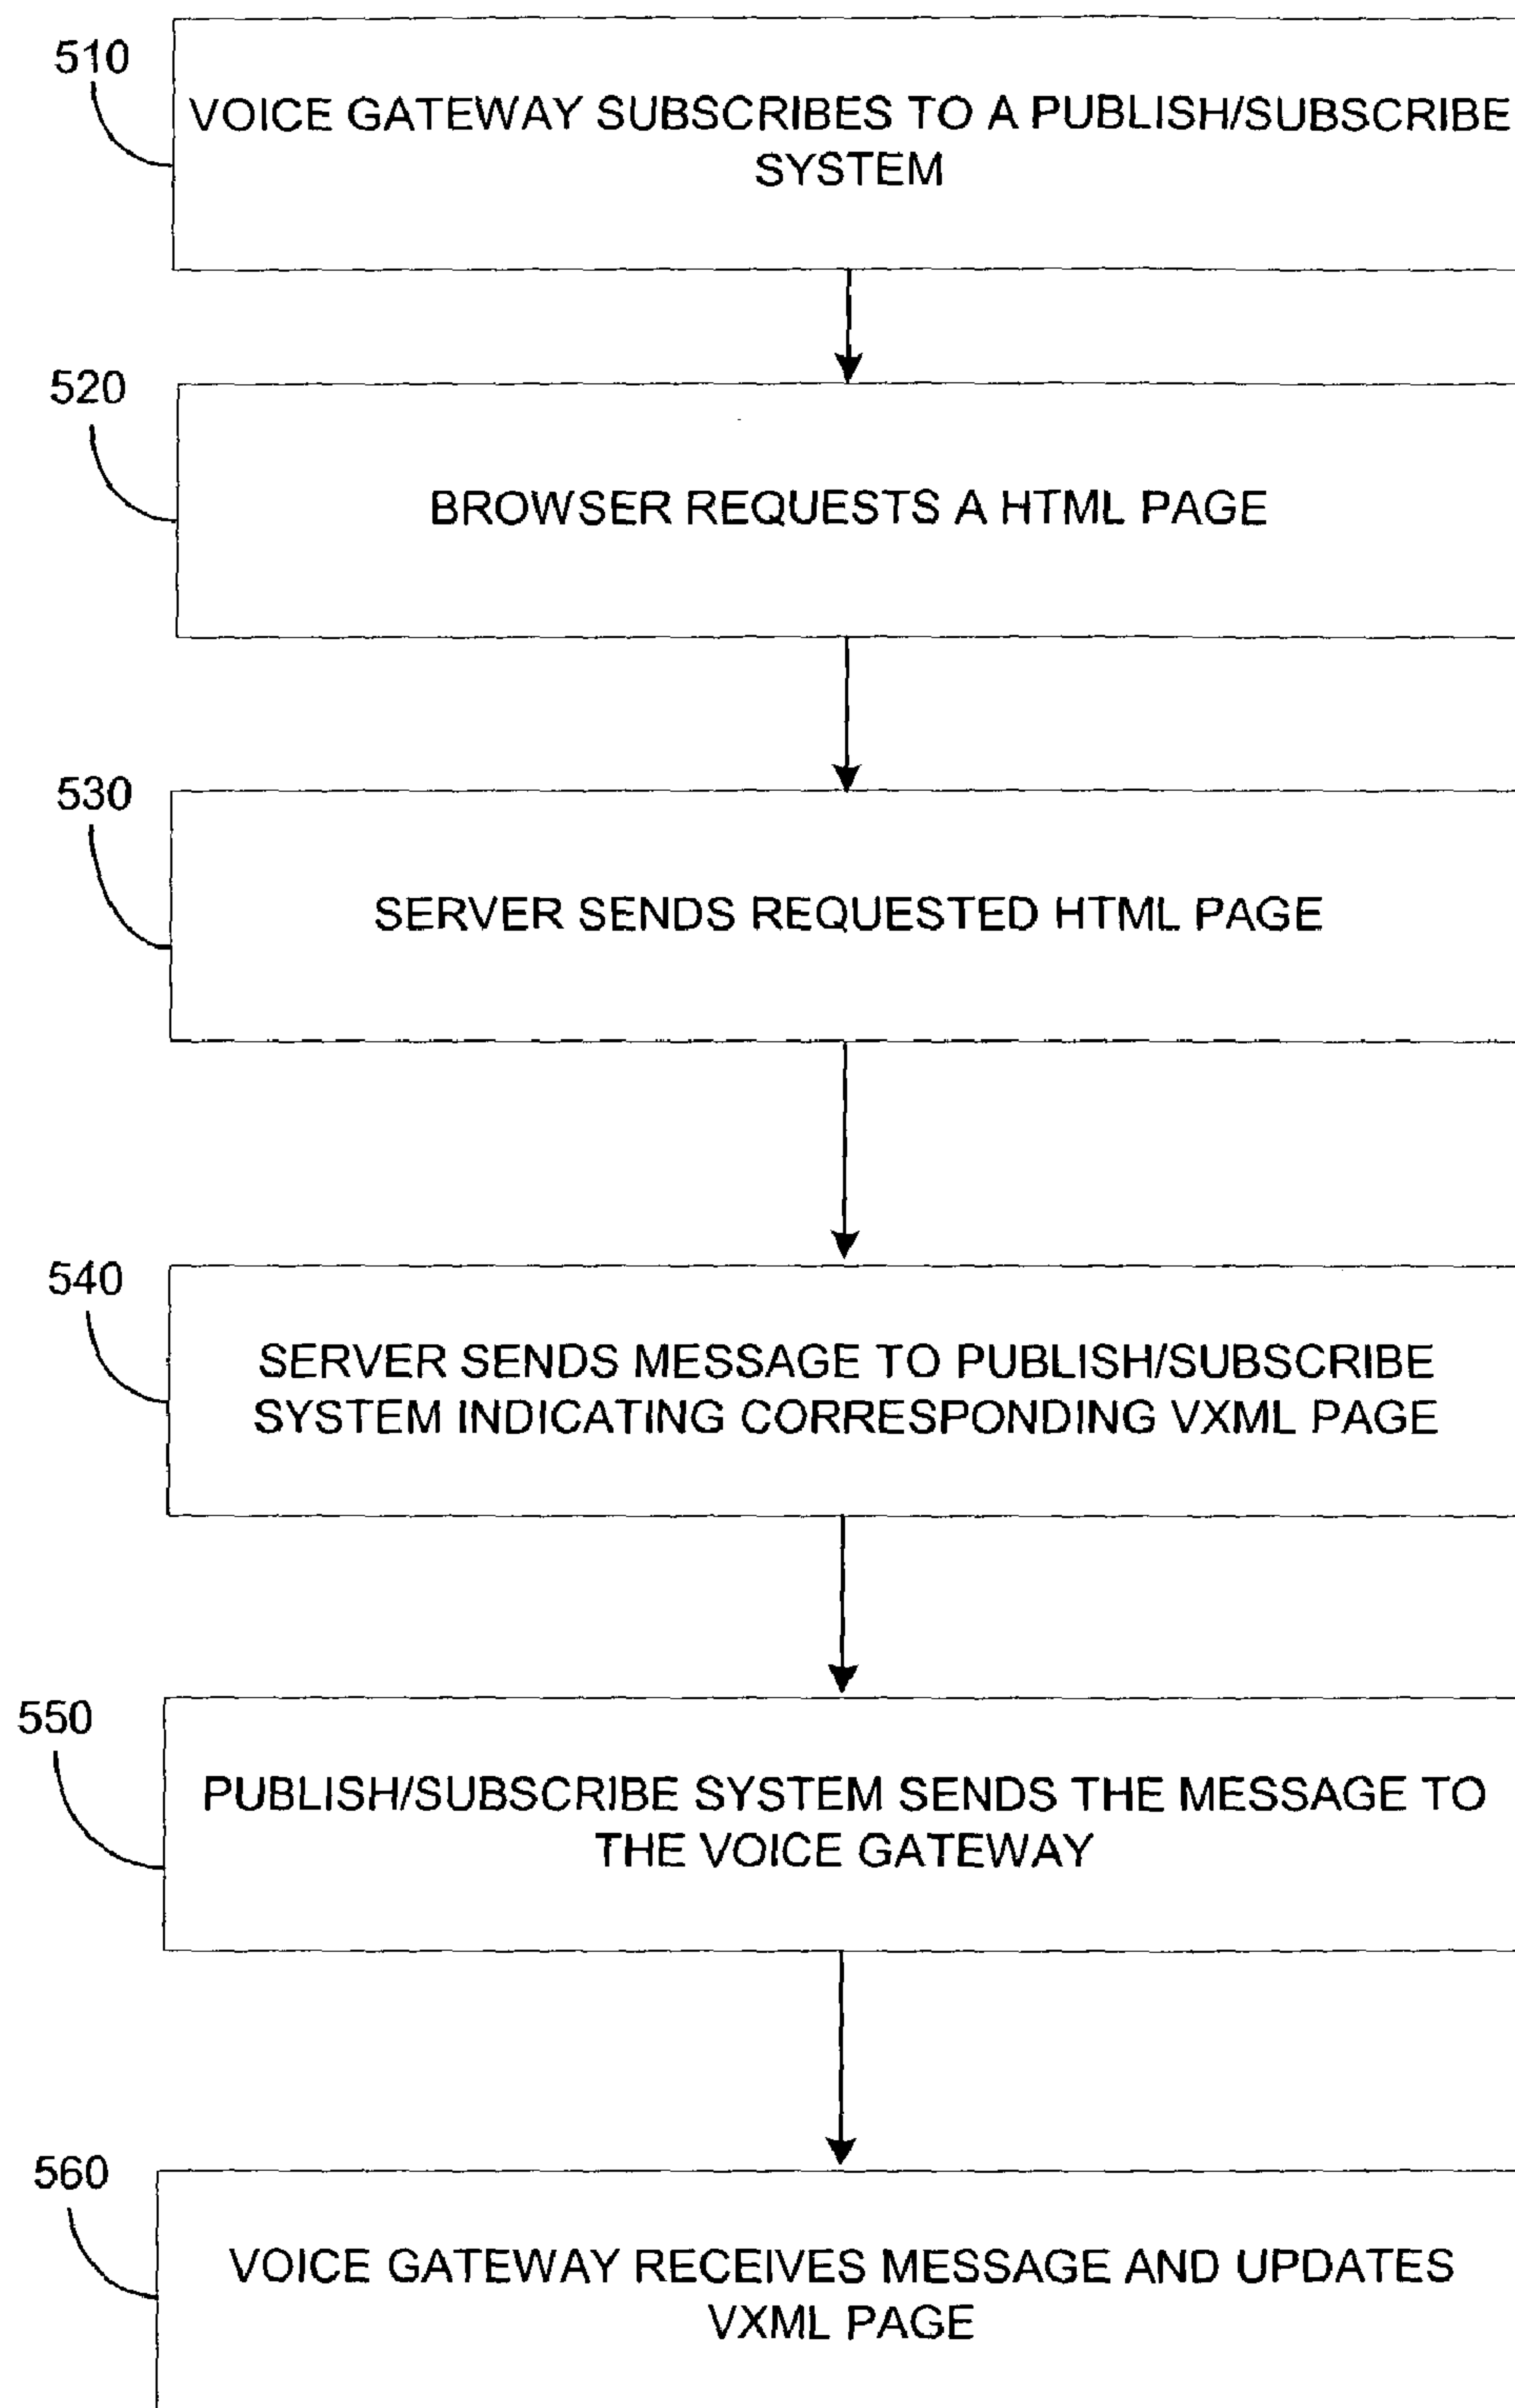 510
VOICE GATEWAY SUBSCRIBES TO A PUBLISH/SUBSCRIBE
SYSTEM
520
BROWSER REQUESTS A HTML PAGE
530
SERVER SENDS REQUESTED HTML PAGE
540
SERVER SENDS MESSAGE TO PUBLISH/SUBSCRIBE
SYSTEM INDICATING CORRESPONDING VXML PAGE
550
PUBLISH/SUBSCRIBE SYSTEM SENDS THE MESSAGE TO
THE VOICE GATEWAY
560
VOICE GATEWAY RECEIVES MESSAGE AND UPDATES
VXML PAGE